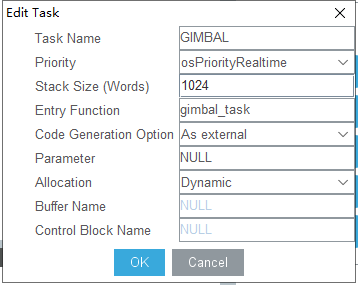 Edit Task
Task Name GIMBAL
Priority osPriorityRealtime
Stack Size (Words) 1024
Entry Function gimbal_task
Code Generation Option As external
Parameter NULL
Allocation Dynamic
Buffer Name NULL
Control Block Name NULL
OK Cancel